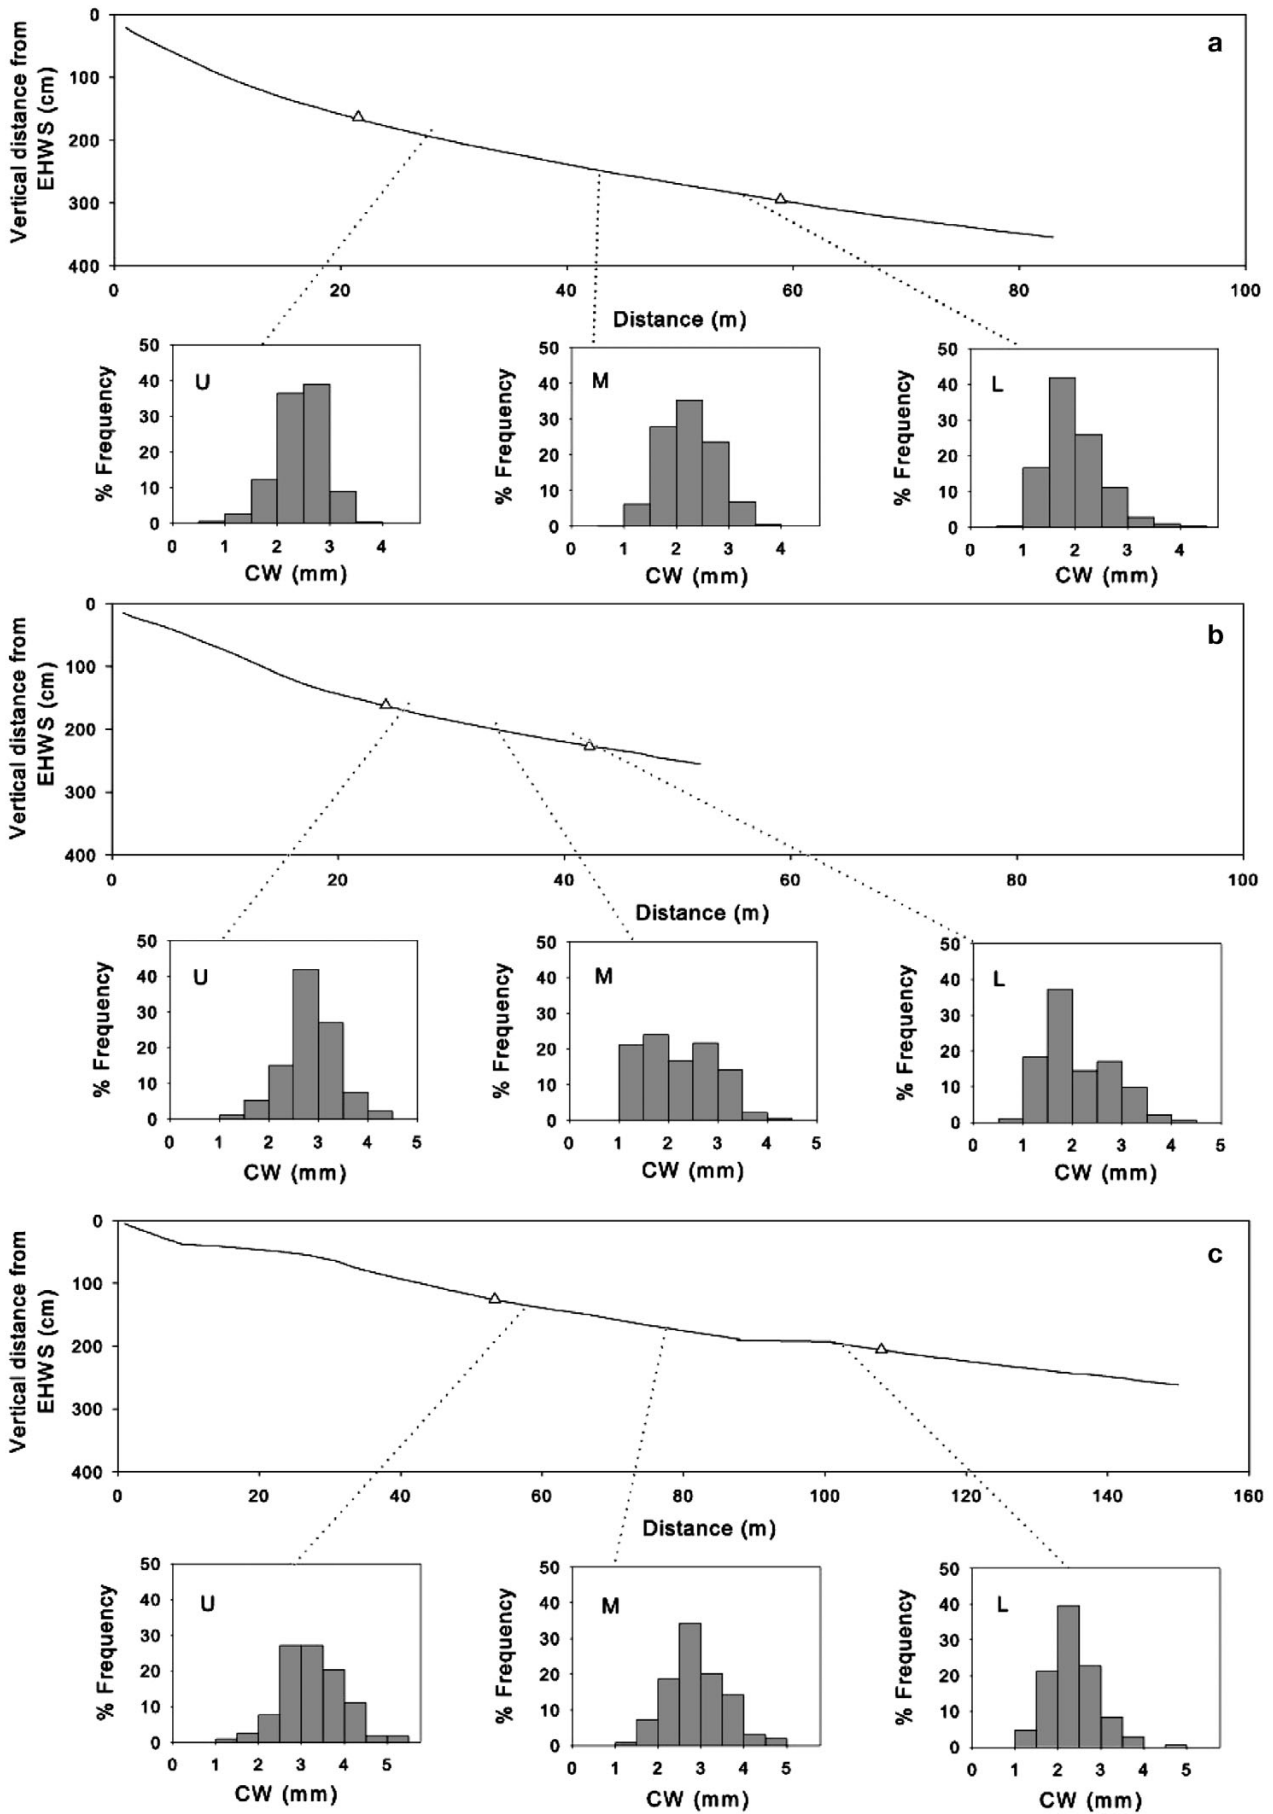 a
Vertical distance from
EHWS (cm)
0
100
200
300
400
0 20 40 60 80 100
Distance (m)
U
% Frequency
50
40
30
20
10
0
0 1 2 3 4
CW (mm)
M
% Frequency
50
40
30
20
10
0
0 1 2 3 4
CW (mm)
L
% Frequency
50
40
30
20
10
0
0 1 2 3 4
CW (mm)
b
Vertical distance from
EHWS (cm)
0
100
200
300
400
0 20 40 60 80 100
Distance (m)
U
% Frequency
50
40
30
20
10
0
0 1 2 3 4 5
CW (mm)
M
% Frequency
50
40
30
20
10
0
0 1 2 3 4 5
CW (mm)
L
% Frequency
50
40
30
20
10
0
0 1 2 3 4 5
CW (mm)
c
Vertical distance from
EHWS (cm)
0
100
200
300
400
0 20 40 60 80 100 120 140 160
Distance (m)
U
% Frequency
50
40
30
20
10
0
0 1 2 3 4 5
CW (mm)
M
% Frequency
50
40
30
20
10
0
0 1 2 3 4 5
CW (mm)
L
% Frequency
50
40
30
20
10
0
0 1 2 3 4 5
CW (mm)